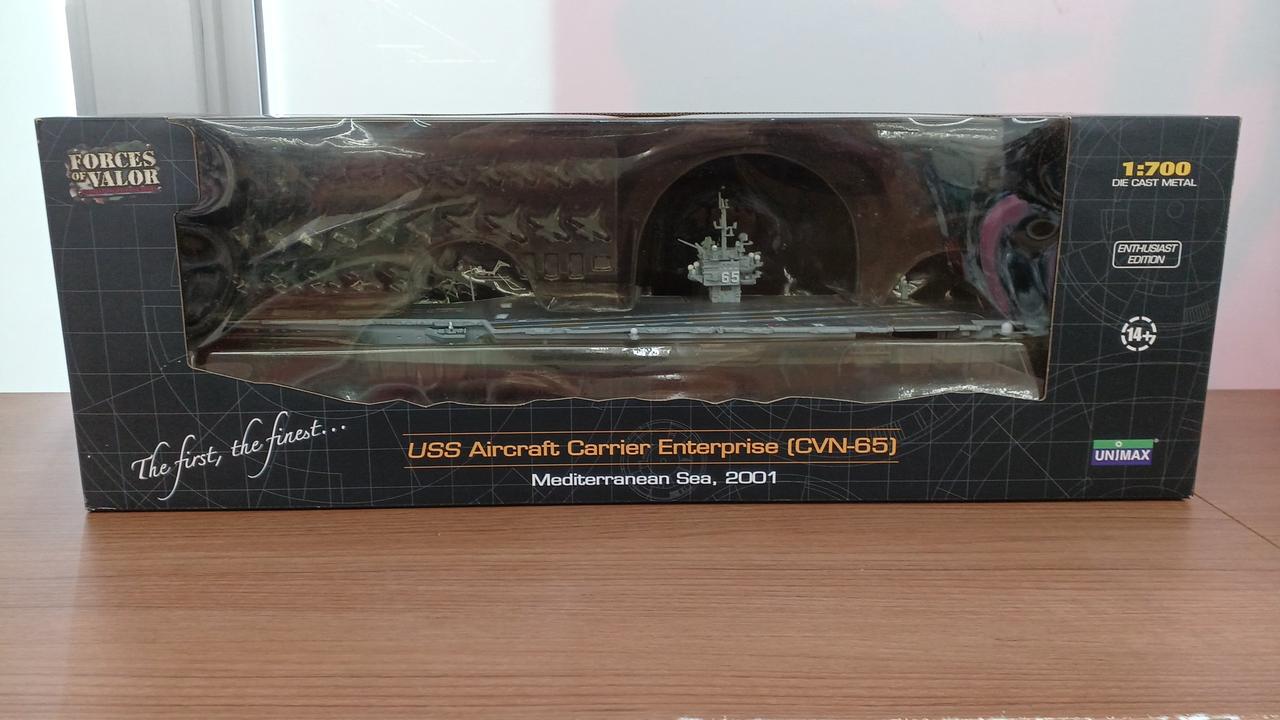 FORCES
OF VALOR
1:700
DIE CAST METAL
ENTHUSIAST
EDITION
14+
65
The first, the finest...
USS Aircraft Carrier Enterprise (CVN-65)
Mediterranean Sea, 2001
UNIMAX